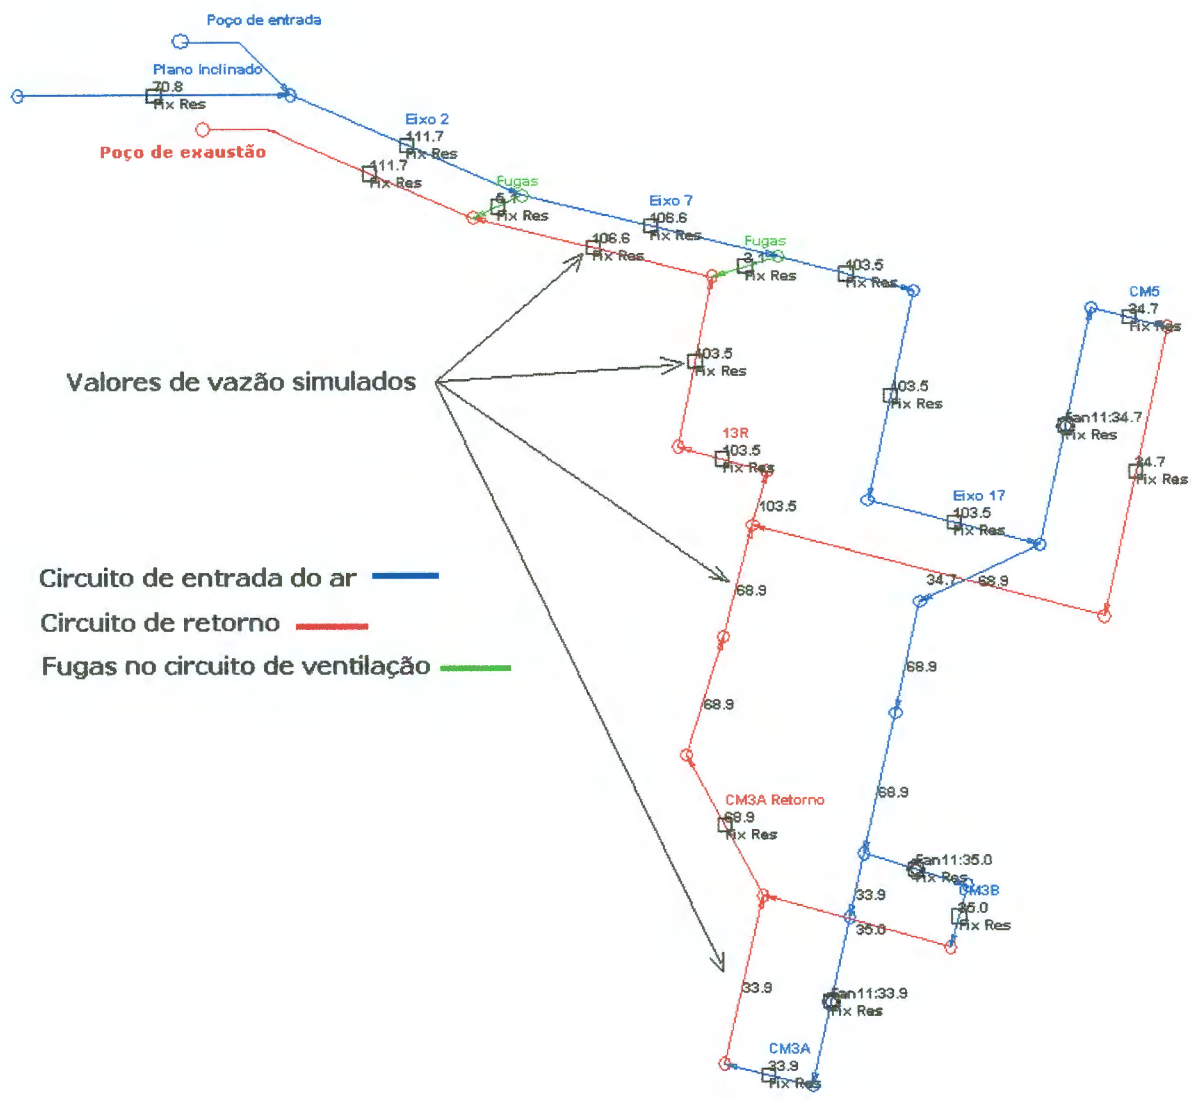 Poço de entrada
Plano Inclinado
70.8
Fix Res
Poço de exaustão
Eixo 2
111.7
Fix Res
111.7
Fix Res
Fugas
5.1
Fix Res
Eixo 7
106.6
Fix Res
106.6
Fix Res
Fugas
3.1
Fix Res
103.5
Fix Res
CM5
34.7
Fix Res
Valores de vazão simulados
103.5
Fix Res
103.5
Fix Res
Fan11:34.7
Fix Res
13R
103.5
Fix Res
34.7
Fix Res
103.5
Eixo 17
103.5
Fix Res
Circuito de entrada do ar
Circuito de retorno
Fugas no circuito de ventilação
68.9
34.7
68.9
68.9
68.9
68.9
CM3A Retorno
68.9
Fix Res
Fan11:35.0
Fix Res
CM3B
35.0
Fix Res
33.9
35.0
33.9
Fan11:33.9
Fix Res
CM3A
33.9
Fix Res